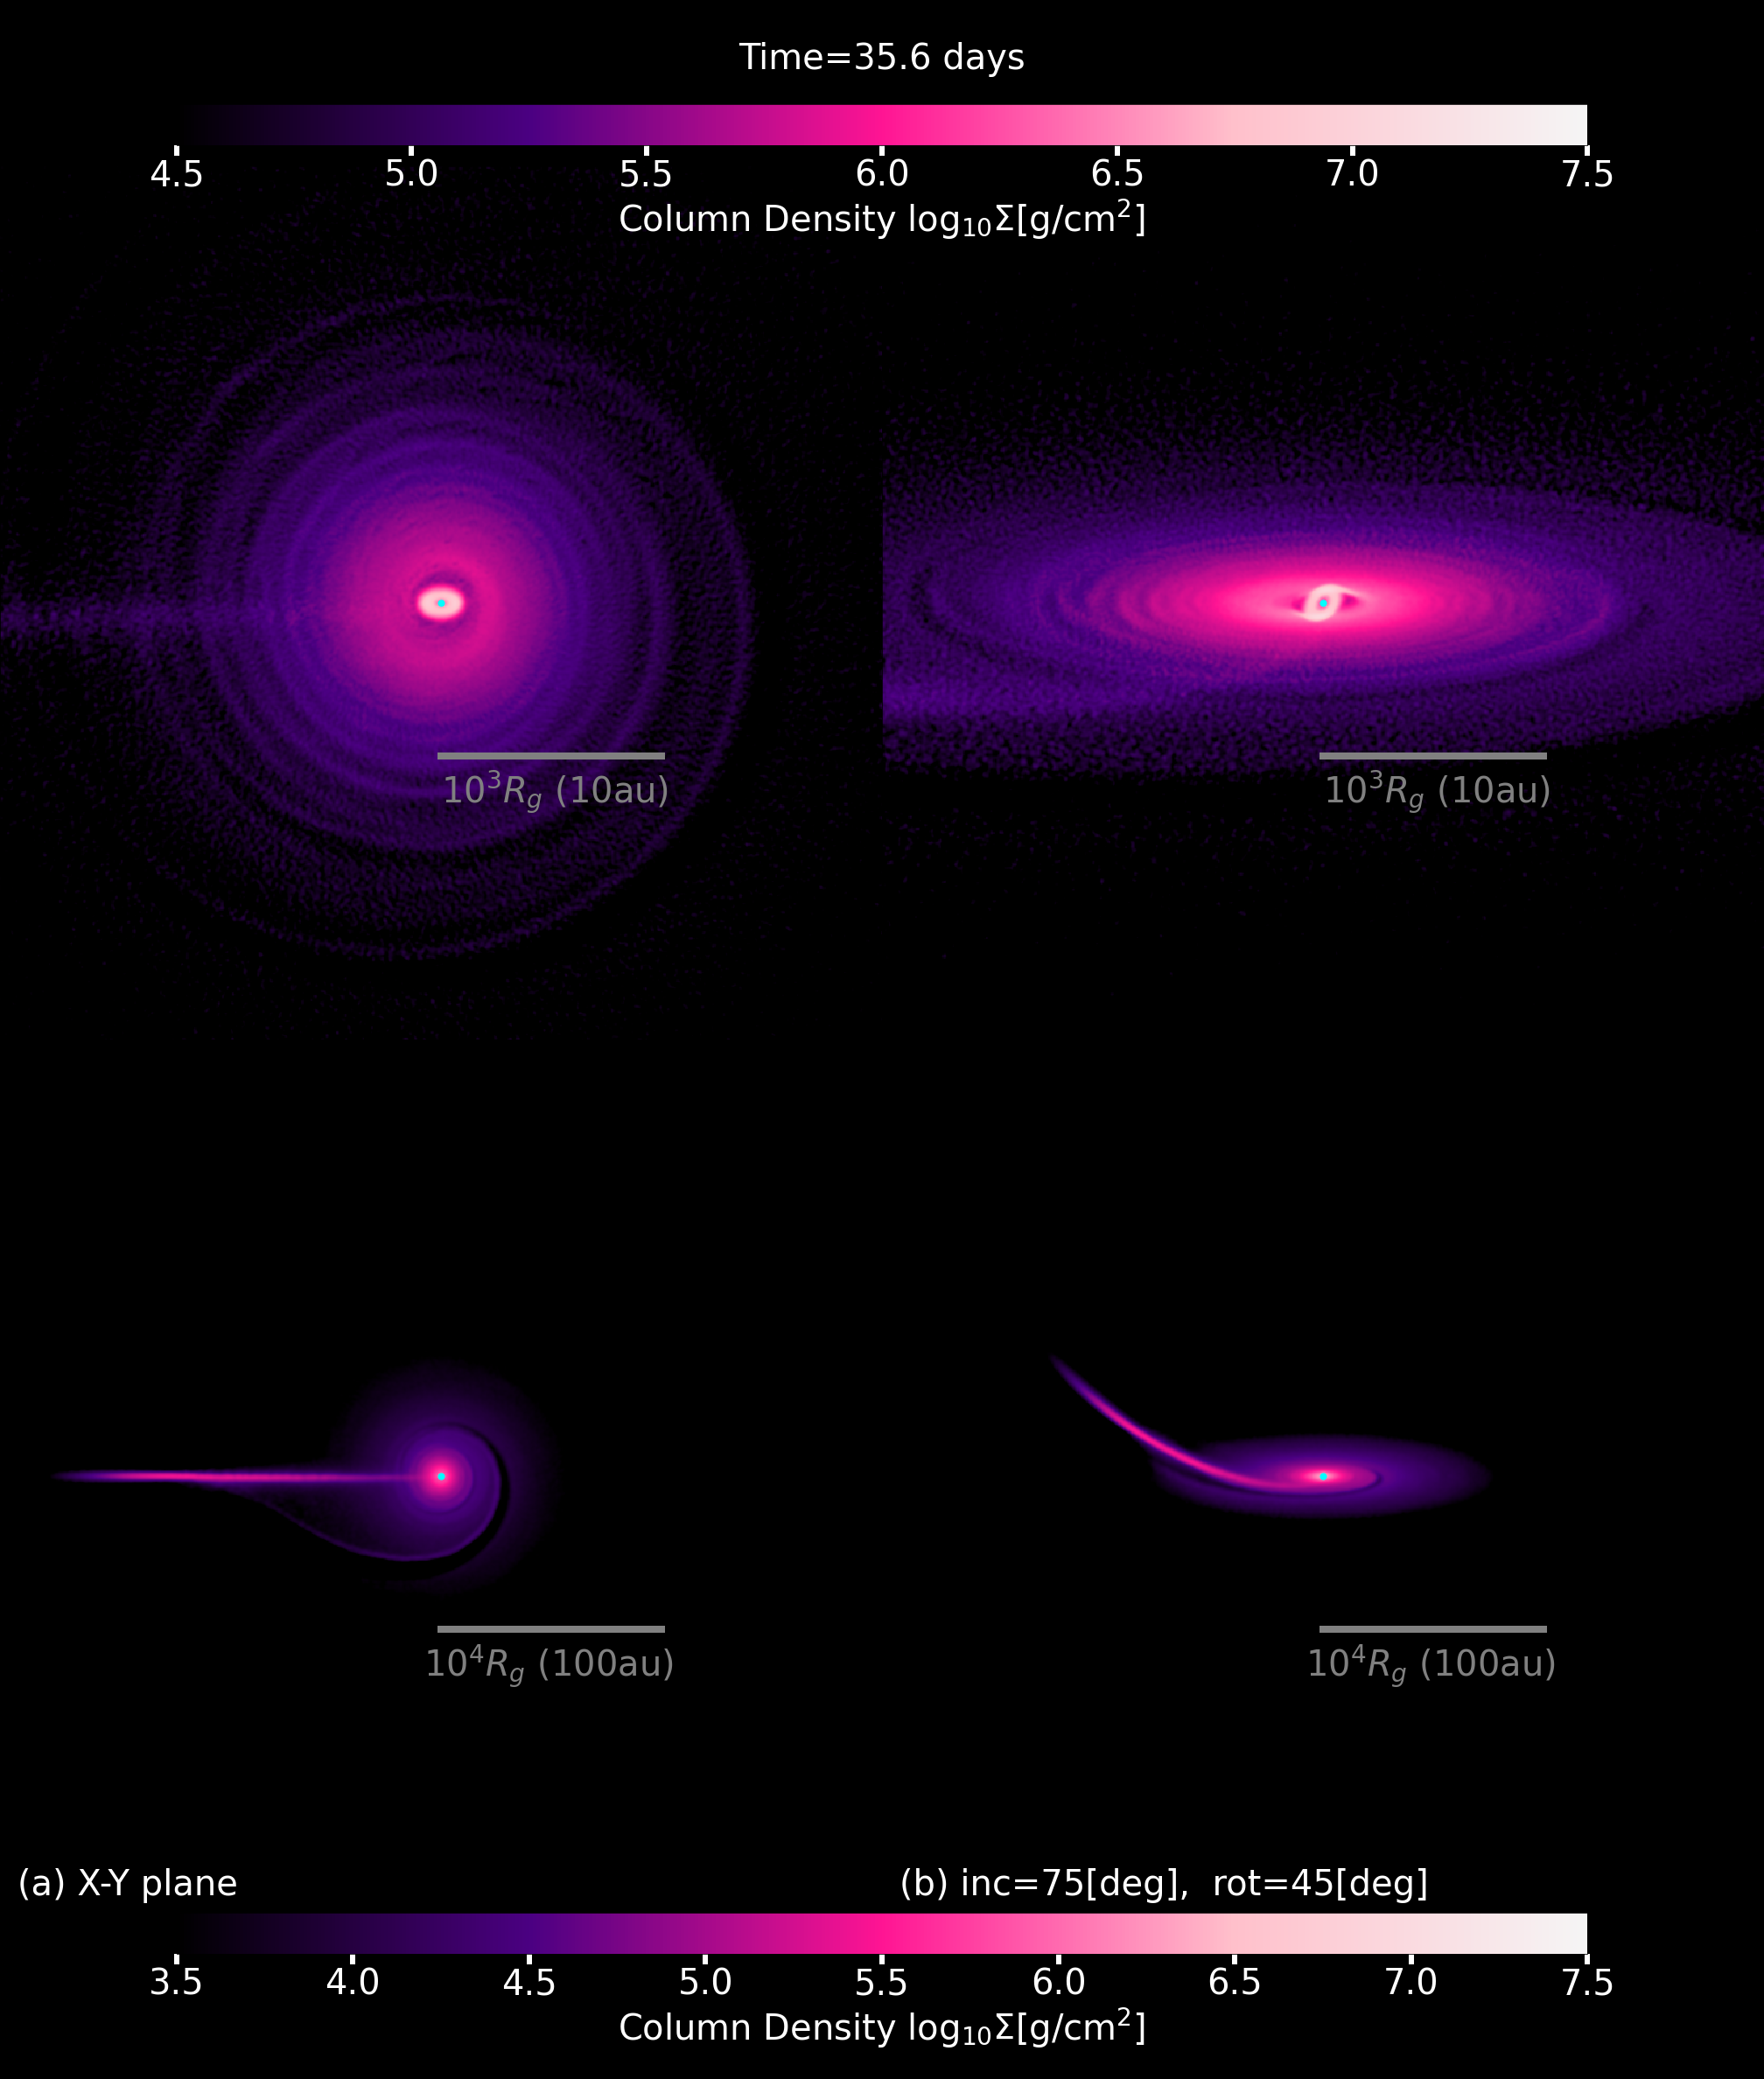 Time=35.6 days
4.5 5.0 5.5 6.0 6.5 7.0 7.5
Column Density log₁₀Σ[g/cm²]
10³R_g (10au) 10³R_g (10au)
10⁴R_g (100au) 10⁴R_g (100au)
(a) X-Y plane (b) inc=75[deg], rot=45[deg]
3.5 4.0 4.5 5.0 5.5 6.0 6.5 7.0 7.5
Column Density log₁₀Σ[g/cm²]